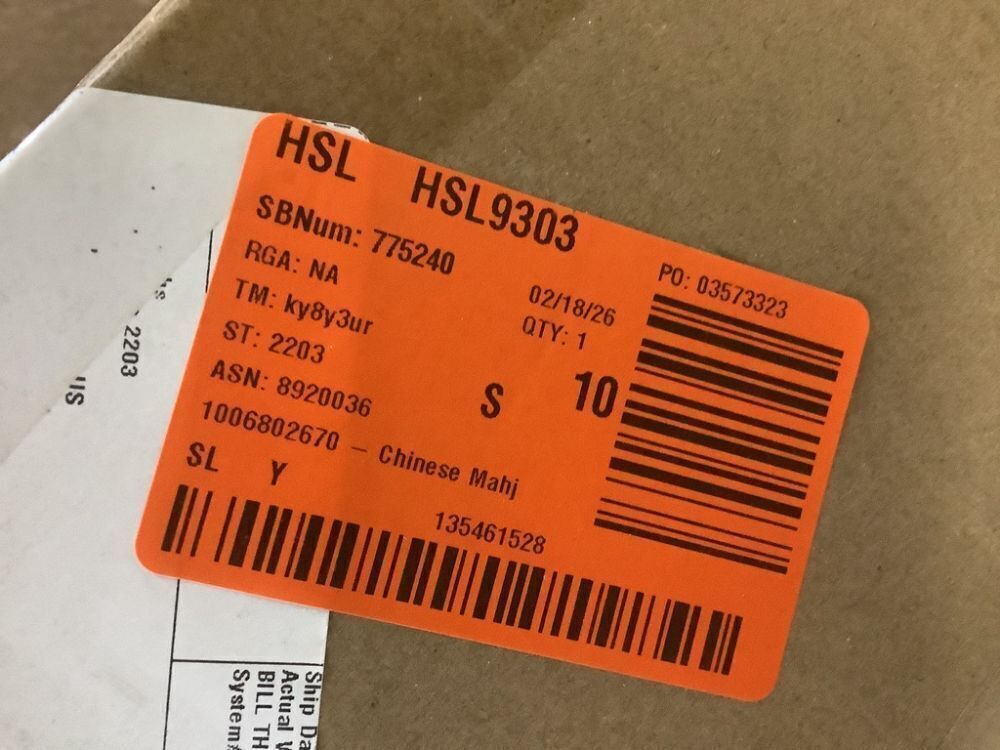 HSL HSL9303
SBNum: 775240
RGA: NA
TM: ky8y3ur
ST: 2203
ASN: 8920036
1006802670 – Chinese Mahj
SL Y
02/18/26
QTY: 1
S 10
PO: 03573323
135461528
2203
Ship Da
Actual
BILL TH
System